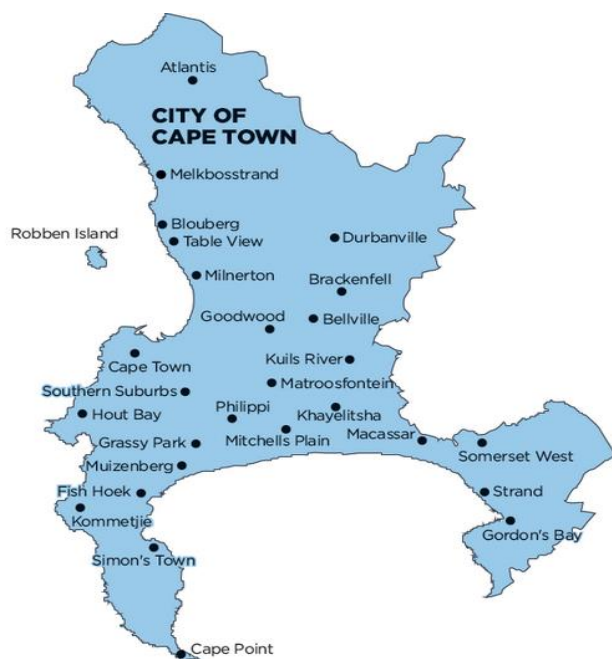 Atlantis
CITY OF
CAPE TOWN
Melkbosstrand
Blouberg
Robben Island
Table View
Durbanville
Milnerton
Brackenfell
Goodwood
Bellville
Cape Town
Kuils River
Southern Suburbs
Matroosfontein
Hout Bay
Philippi
Khayelitsha
Grassy Park
Mitchells Plain
Macassar
Somerset West
Muizenberg
Fish Hoek
Strand
Kommetjie
Gordon's Bay
Simon's Town
Cape Point